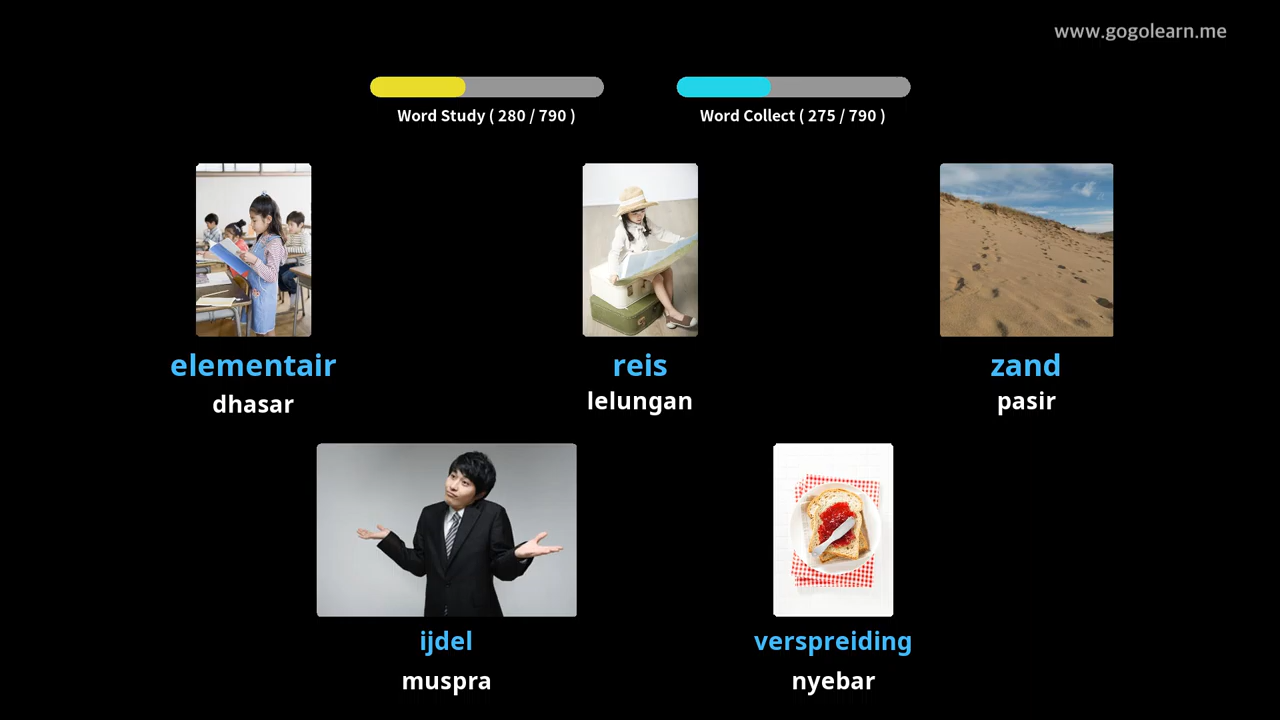 www.gogolearn.me
Word Study ( 280 / 790 )
Word Collect ( 275 / 790 )
elementair
dhasar
reis
lelungan
zand
pasir
ijdel
muspra
verspreiding
nyebar